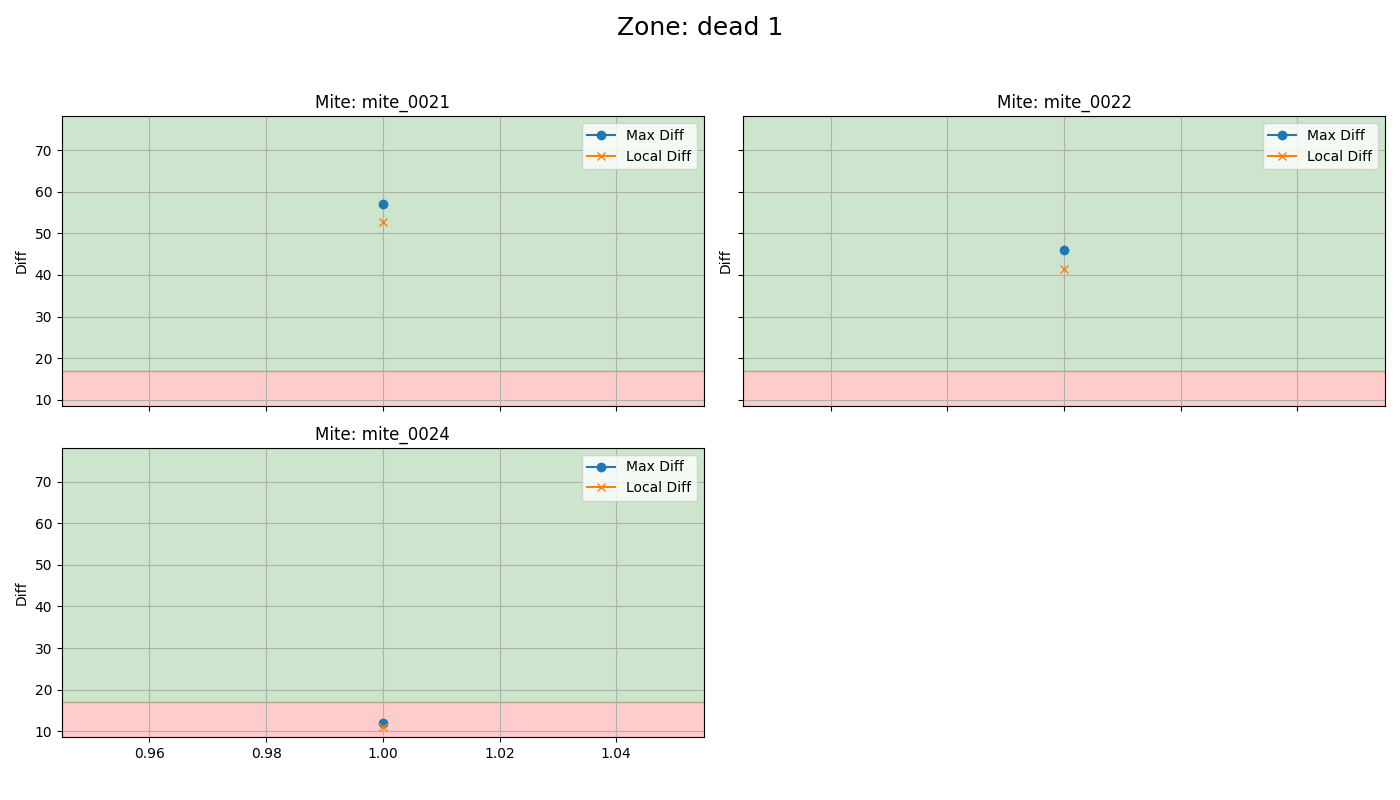 Zone: dead 1
Mite: mite_0021
Max Diff
Local Diff
Diff
70
60
50
40
30
20
10
Mite: mite_0022
Max Diff
Local Diff
Diff
Mite: mite_0024
Max Diff
Local Diff
Diff
70
60
50
40
30
20
10
0.96 0.98 1.00 1.02 1.04